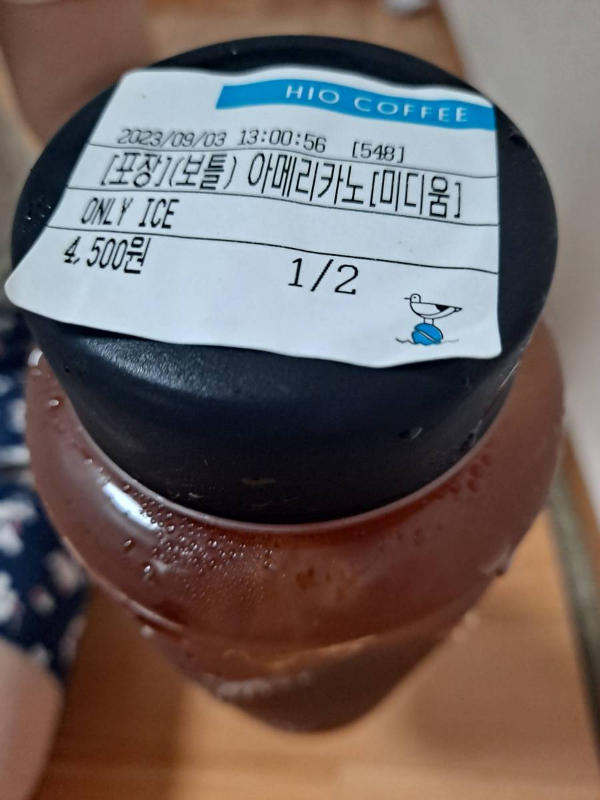 HIO COFFEE
2023/09/03 13:00:56 [548]
[포장](보틀) 아메리카노[미디움]
ONLY ICE
4,500원
1/2